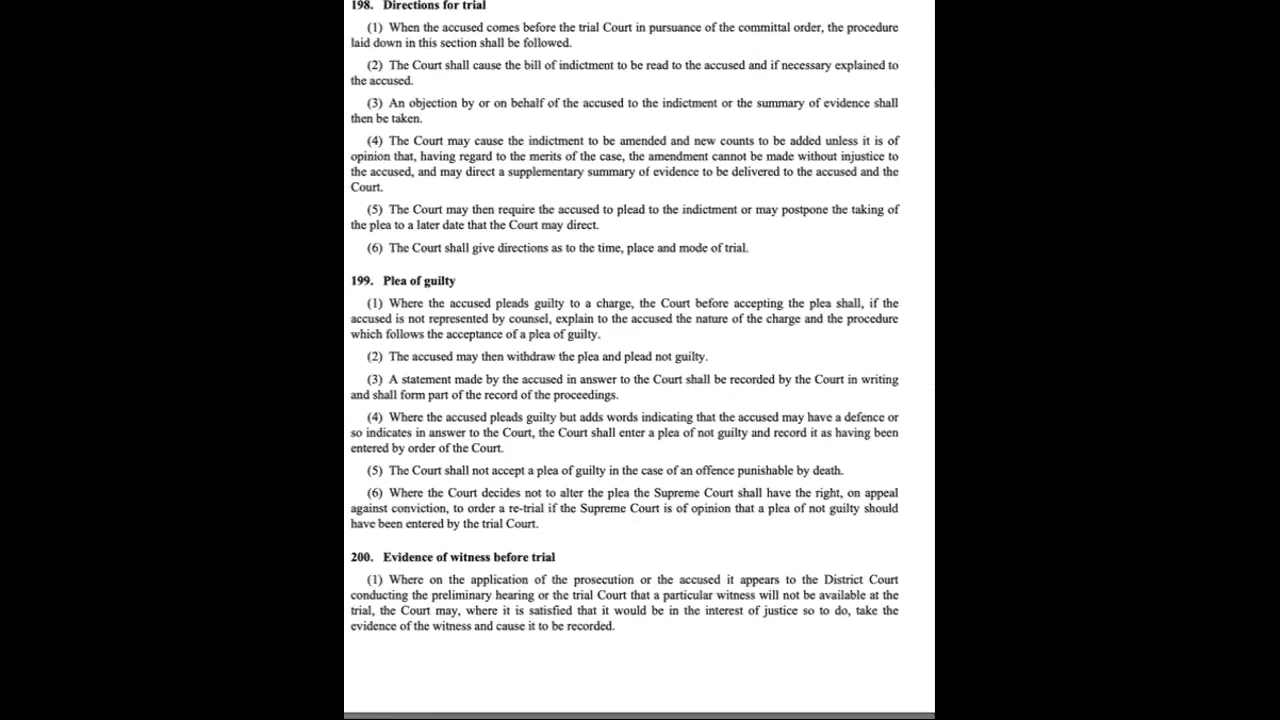 198. Directions for trial
(1) When the accused comes before the trial Court in pursuance of the committal order, the procedure
laid down in this section shall be followed.
(2) The Court shall cause the bill of indictment to be read to the accused and if necessary explained to
the accused.
(3) An objection by or on behalf of the accused to the indictment or the summary of evidence shall
then be taken.
(4) The Court may cause the indictment to be amended and new counts to be added unless it is of
opinion that, having regard to the merits of the case, the amendment cannot be made without injustice to
the accused, and may direct a supplementary summary of evidence to be delivered to the accused and the
Court.
(5) The Court may then require the accused to plead to the indictment or may postpone the taking of
the plea to a later date that the Court may direct.
(6) The Court shall give directions as to the time, place and mode of trial.
199. Plea of guilty
(1) Where the accused pleads guilty to a charge, the Court before accepting the plea shall, if the
accused is not represented by counsel, explain to the accused the nature of the charge and the procedure
which follows the acceptance of a plea of guilty.
(2) The accused may then withdraw the plea and plead not guilty.
(3) A statement made by the accused in answer to the Court shall be recorded by the Court in writing
and shall form part of the record of the proceedings.
(4) Where the accused pleads guilty but adds words indicating that the accused may have a defence or
so indicates in answer to the Court, the Court shall enter a plea of not guilty and record it as having been
entered by order of the Court.
(5) The Court shall not accept a plea of guilty in the case of an offence punishable by death.
(6) Where the Court decides not to alter the plea the Supreme Court shall have the right, on appeal
against conviction, to order a re-trial if the Supreme Court is of opinion that a plea of not guilty should
have been entered by the trial Court.
200. Evidence of witness before trial
(1) Where on the application of the prosecution or the accused it appears to the District Court
conducting the preliminary hearing or the trial Court that a particular witness will not be available at the
trial, the Court may, where it is satisfied that it would be in the interest of justice so to do, take the
evidence of the witness and cause it to be recorded.